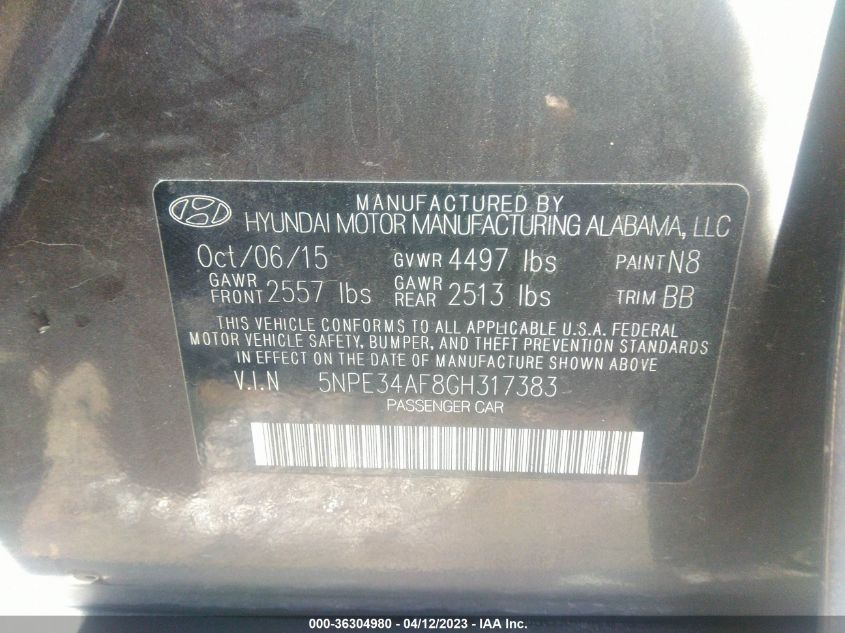 MANUFACTURED BY
HYUNDAI MOTOR MANUFACTURING ALABAMA, LLC
Oct/06/15 GVWR 4497 lbs PAINT N8
GAWR FRONT 2557 lbs GAWR REAR 2513 lbs TRIM BB
THIS VEHICLE CONFORMS TO ALL APPLICABLE U.S.A. FEDERAL
MOTOR VEHICLE SAFETY, BUMPER, AND THEFT PREVENTION STANDARDS
IN EFFECT ON THE DATE OF MANUFACTURE SHOWN ABOVE
V.I.N 5NPE34AF8GH317383
PASSENGER CAR
000-36304980 - 04/12/2023 - IAA Inc.